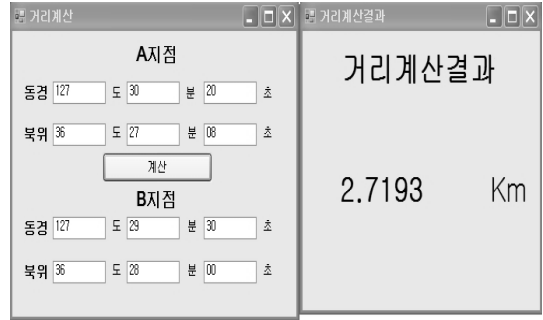 거리계산
A지점
동경 127 도 30 분 20 초
북위 36 도 27 분 08 초
계산
B지점
동경 127 도 29 분 30 초
북위 36 도 28 분 00 초
거리계산결과
거리계산결과
2.7193 Km